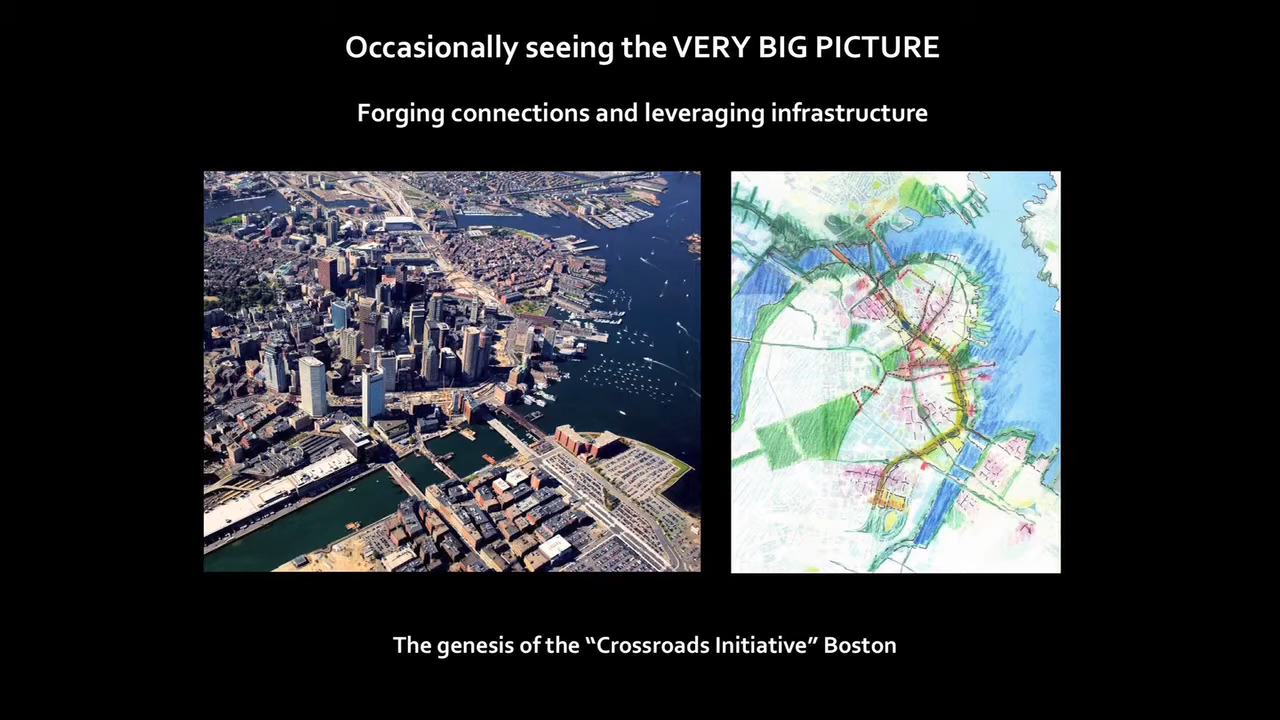 Occasionally seeing the VERY BIG PICTURE
Forging connections and leveraging infrastructure
The genesis of the “Crossroads Initiative” Boston